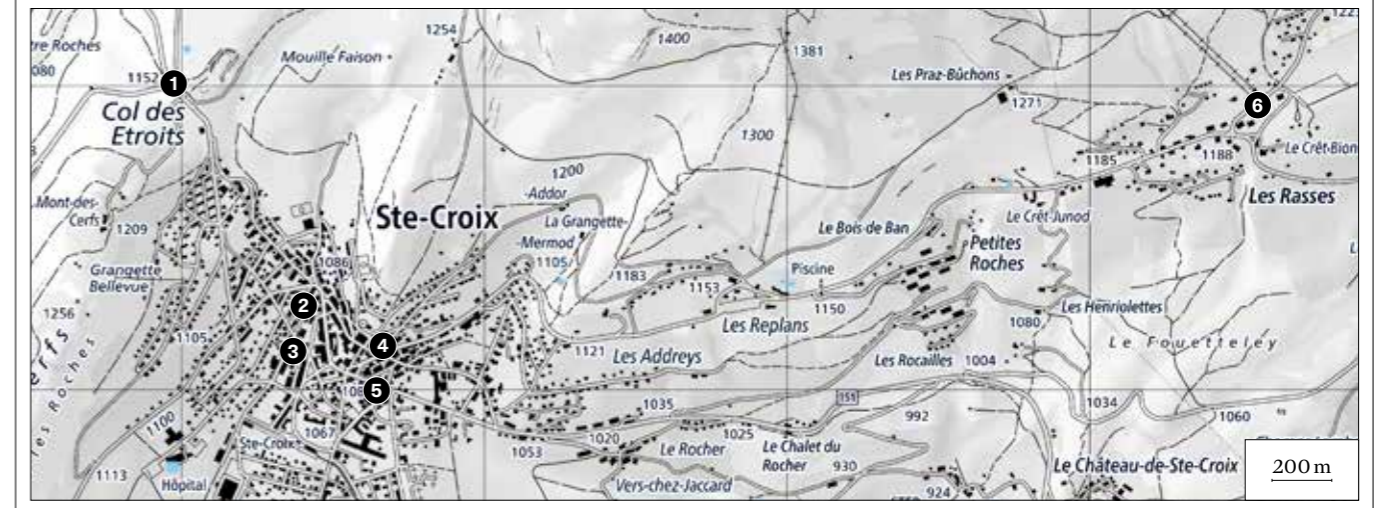 1254
1400
1381
tre Roches
1080
1152
1
Mouille Faison
Col des
Etroits
Les Praz-Bûchons
1271
6
1300
1185
1188
Le Crêt-Bion
1200
Mont-des-
Cerfs
1209
Ste-Croix
-Addor
La Grangette-
-Mermod
1105
Le Bois-de-Ban
Le Crêt-Junod
Les Rasses
Petites
Roches
Grangette
Bellevue
1086
1183
1153
Piscine
1150
Les Henriolettes
1256
2
Les Replans
1080
1105
3
4
1121
Les Addreys
Les Rocailles
1004
Le Fouetteley
es Roches
5
1035
151
992
1034
1060
1100
Ste-Croix
1067
1053
1020
Le Rocher
1025
Le Chalet du
Rocher
930
1113
Hôpital
Vers-chez-Jaccard
924
Le Château-de-Ste-Croix
200 m